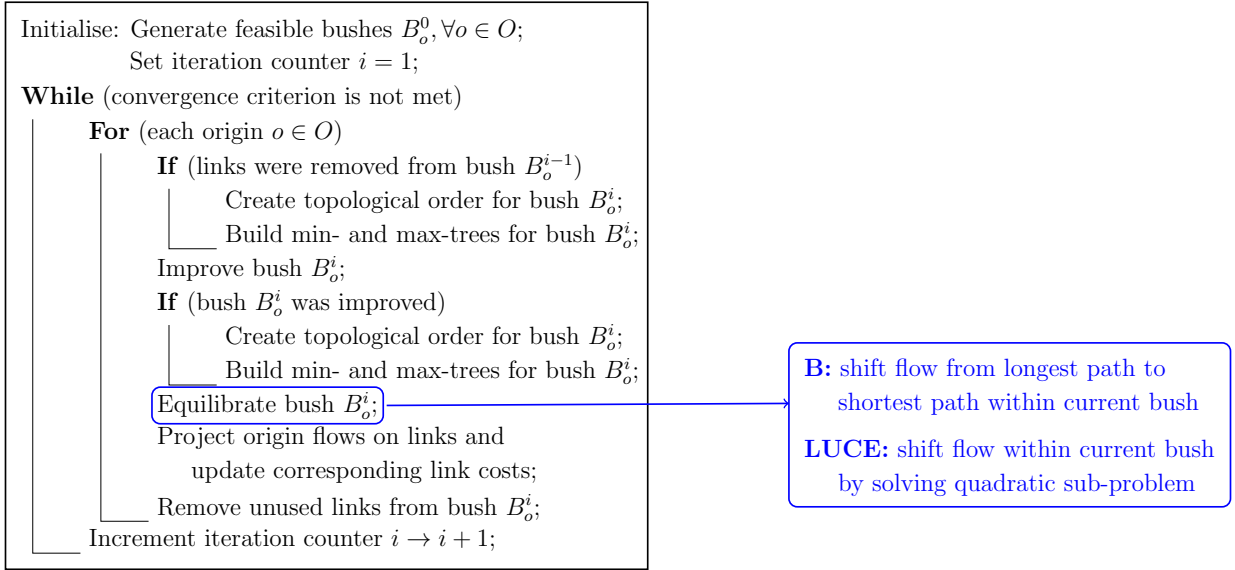 Initialise: Generate feasible bushes $B_o^0, \forall o \in O$;
Set iteration counter $i = 1$;
While (convergence criterion is not met)
For (each origin $o \in O$)
If (links were removed from bush $B_o^{i-1}$)
Create topological order for bush $B_o^i$;
Build min- and max-trees for bush $B_o^i$;
Improve bush $B_o^i$;
If (bush $B_o^i$ was improved)
Create topological order for bush $B_o^i$;
Build min- and max-trees for bush $B_o^i$;
Equilibrate bush $B_o^i$;
Project origin flows on links and
update corresponding link costs;
Remove unused links from bush $B_o^i$;
Increment iteration counter $i \to i + 1$;
B: shift flow from longest path to
shortest path within current bush
LUCE: shift flow within current bush
by solving quadratic sub-problem